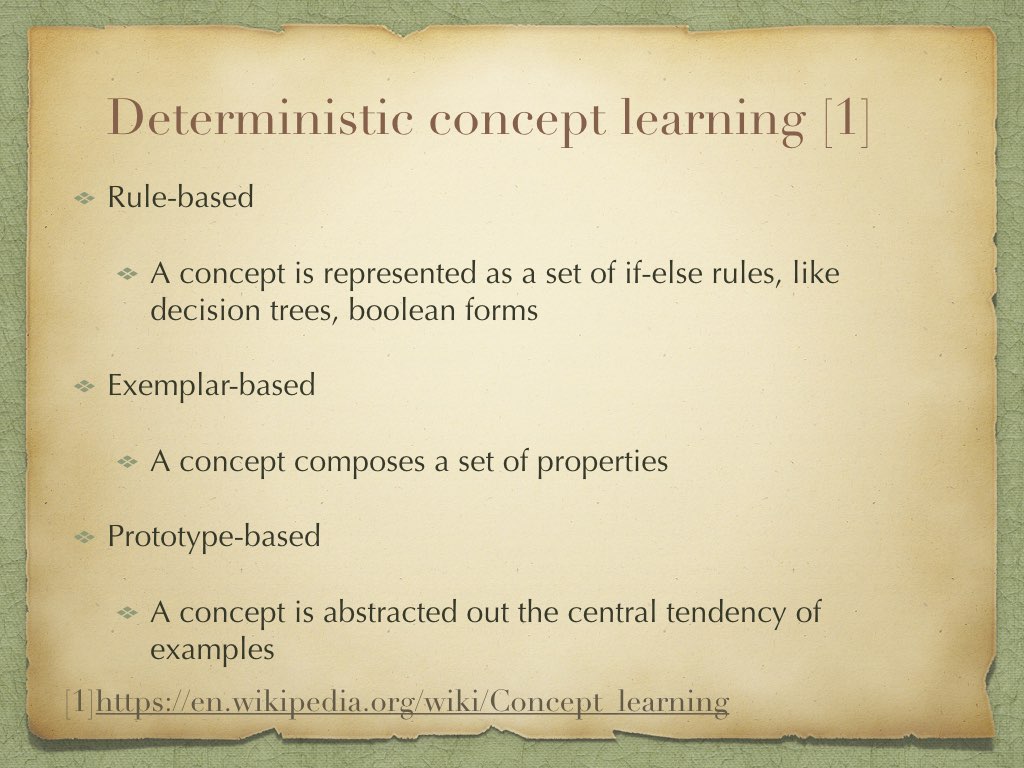 Deterministic concept learning [1]
Rule-based
A concept is represented as a set of if-else rules, like
decision trees, boolean forms
Exemplar-based
A concept composes a set of properties
Prototype-based
A concept is abstracted out the central tendency of
examples
[1]https://en.wikipedia.org/wiki/Concept_learning